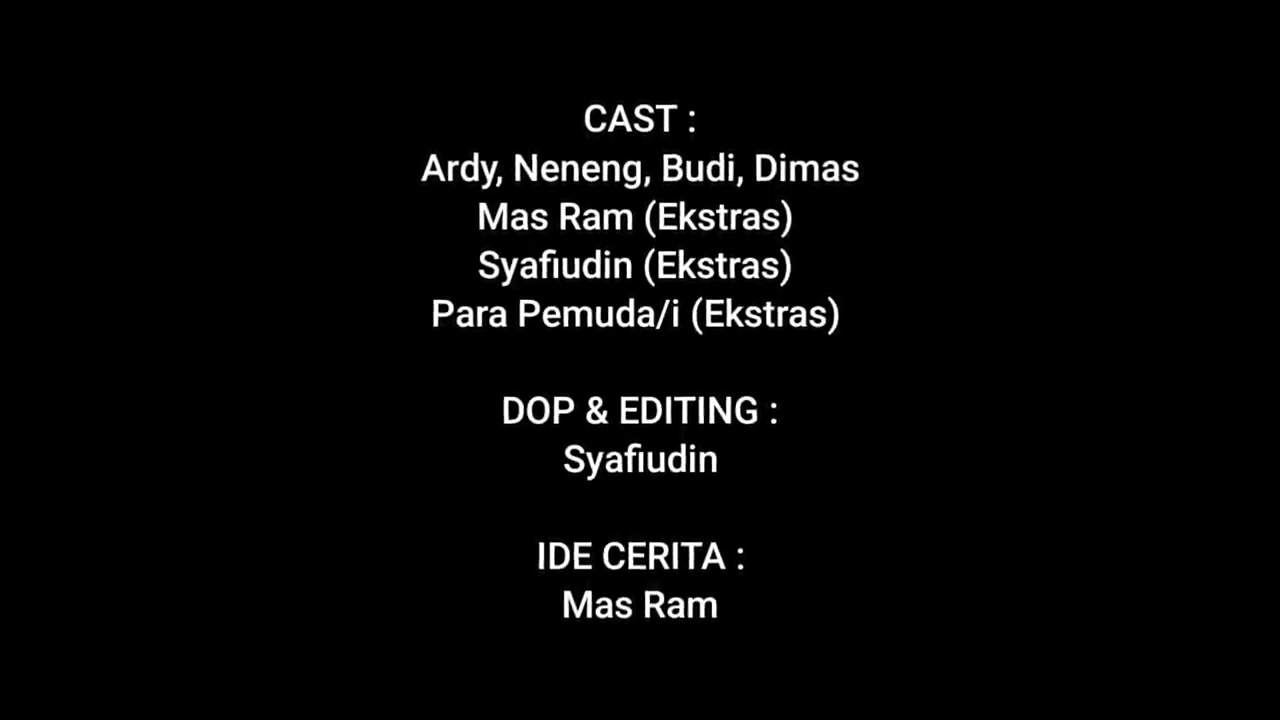 CAST :
Ardy, Neneng, Budi, Dimas
Mas Ram (Ekstras)
Syafiudin (Ekstras)
Para Pemuda/i (Ekstras)
DOP & EDITING :
Syafiudin
IDE CERITA :
Mas Ram